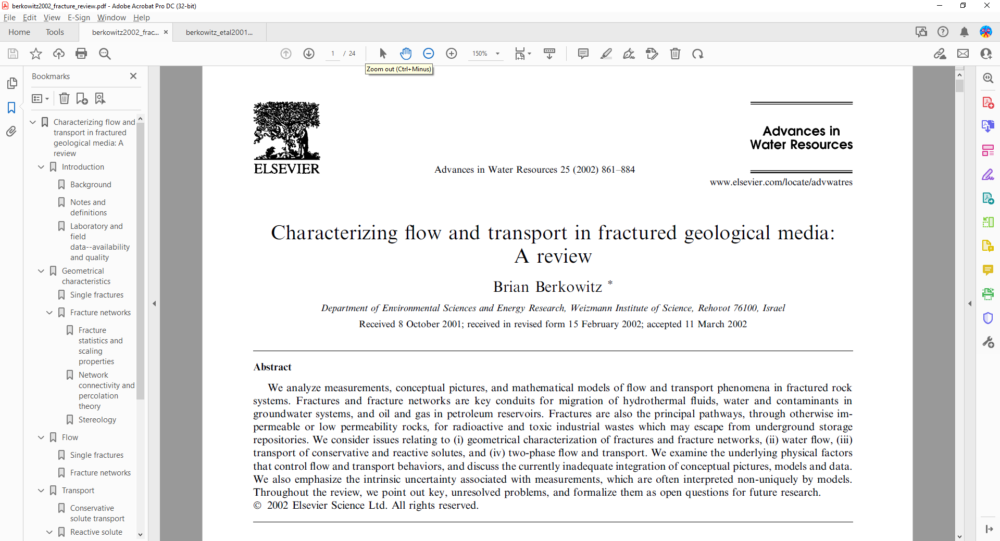 berkowitz2002_fracture_review.pdf - Adobe Acrobat Pro DC (32-bit)
File Edit View E-Sign Window Help
Home Tools berkowitz2002_frac... × berkowitz_etal2001...
1 / 24 150%
Zoom out (Ctrl+Minus)
Bookmarks
Characterizing flow and
transport in fractured
geological media: A
review
Introduction
Background
Notes and
definitions
Laboratory and
field
data--availability
and quality
Geometrical
characteristics
Single fractures
Fracture networks
Fracture
statistics and
scaling
properties
Network
connectivity and
percolation
theory
Stereology
Flow
Single fractures
Fracture networks
Transport
Conservative
solute transport
Reactive solute
ELSEVIER
Advances in Water Resources 25 (2002) 861–884
Advances in
Water Resources
www.elsevier.com/locate/advwatres
Characterizing flow and transport in fractured geological media:
A review
Brian Berkowitz *
Department of Environmental Sciences and Energy Research, Weizmann Institute of Science, Rehovot 76100, Israel
Received 8 October 2001; received in revised form 15 February 2002; accepted 11 March 2002
Abstract
We analyze measurements, conceptual pictures, and mathematical models of flow and transport phenomena in fractured rock
systems. Fractures and fracture networks are key conduits for migration of hydrothermal fluids, water and contaminants in
groundwater systems, and oil and gas in petroleum reservoirs. Fractures are also the principal pathways, through otherwise im-
permeable or low permeability rocks, for radioactive and toxic industrial wastes which may escape from underground storage
repositories. We consider issues relating to (i) geometrical characterization of fractures and fracture networks, (ii) water flow, (iii)
transport of conservative and reactive solutes, and (iv) two-phase flow and transport. We examine the underlying physical factors
that control flow and transport behaviors, and discuss the currently inadequate integration of conceptual pictures, models and data.
We also emphasize the intrinsic uncertainty associated with measurements, which are often interpreted non-uniquely by models.
Throughout the review, we point out key, unresolved problems, and formalize them as open questions for future research.
© 2002 Elsevier Science Ltd. All rights reserved.